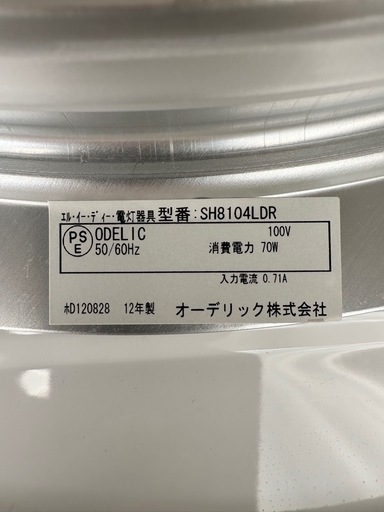 エル・イー・ディー・電灯器具 型番:SH8104LDR
PS E ODELIC 100V
50/60Hz 消費電力 70W
入力電流 0.71A
ホD120828 12年製 オーデリック株式会社